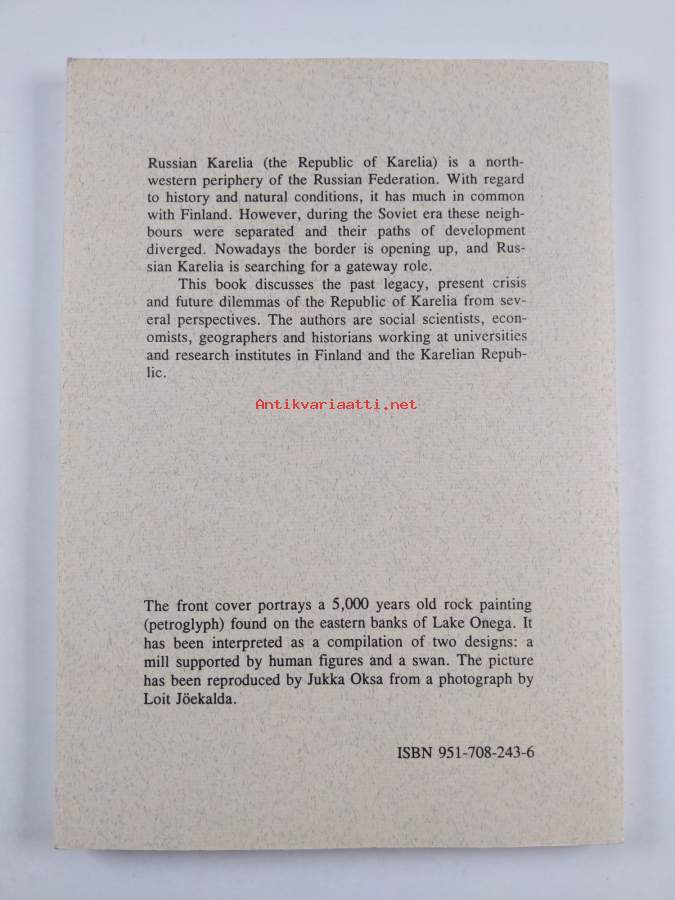 Russian Karelia (the Republic of Karelia) is a north-
western periphery of the Russian Federation. With regard
to history and natural conditions, it has much in common
with Finland. However, during the Soviet era these neigh-
bours were separated and their paths of development
diverged. Nowadays the border is opening up, and Rus-
sian Karelia is searching for a gateway role.
This book discusses the past legacy, present crisis
and future dilemmas of the Republic of Karelia from sev-
eral perspectives. The authors are social scientists, econ-
omists, geographers and historians working at universities
and research institutes in Finland and the Karelian Repub-
lic.
Antikvariaatti.net
The front cover portrays a 5,000 years old rock painting
(petroglyph) found on the eastern banks of Lake Onega. It
has been interpreted as a compilation of two designs: a
mill supported by human figures and a swan. The picture
has been reproduced by Jukka Oksa from a photograph by
Loit Jöekalda.
ISBN 951-708-243-6